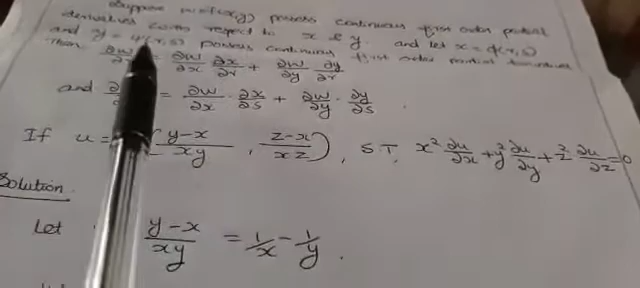 Suppose w = f(x,y) possess continuous first order partial
derivatives with respect to x & y. and let x = φ(r,s)
and y = ψ(r,s) possess continuous first order partial derivatives
Then ∂w/∂r = ∂w/∂x ∂x/∂r + ∂w/∂y ∂y/∂r
and ∂ = ∂w/∂x · ∂x/∂s + ∂w/∂y · ∂y/∂s .
If u = (y-x/xy , z-x/xz) , S.T, x² ∂u/∂x + y² ∂u/∂y + z² ∂u/∂z = 0
Solution
Let y-x/xy = 1/x - 1/y .